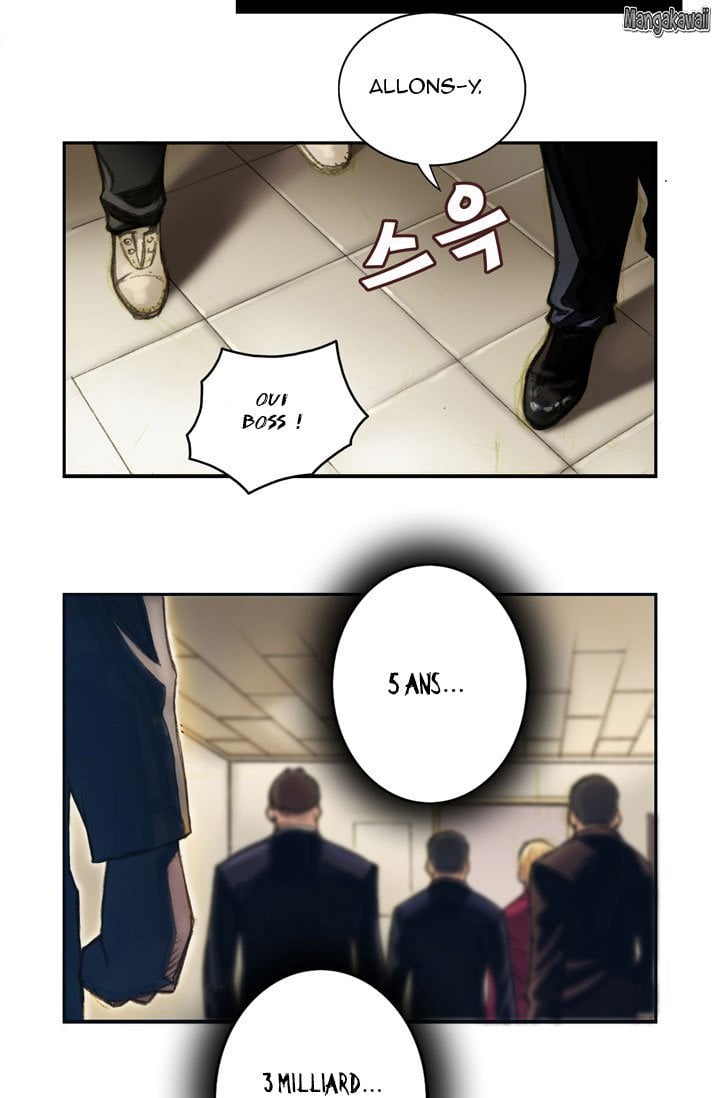 Mangakawaii
ALLONS-Y.
스윽
OUI
BOSS !
5 ANS...
3 MILLIARD...